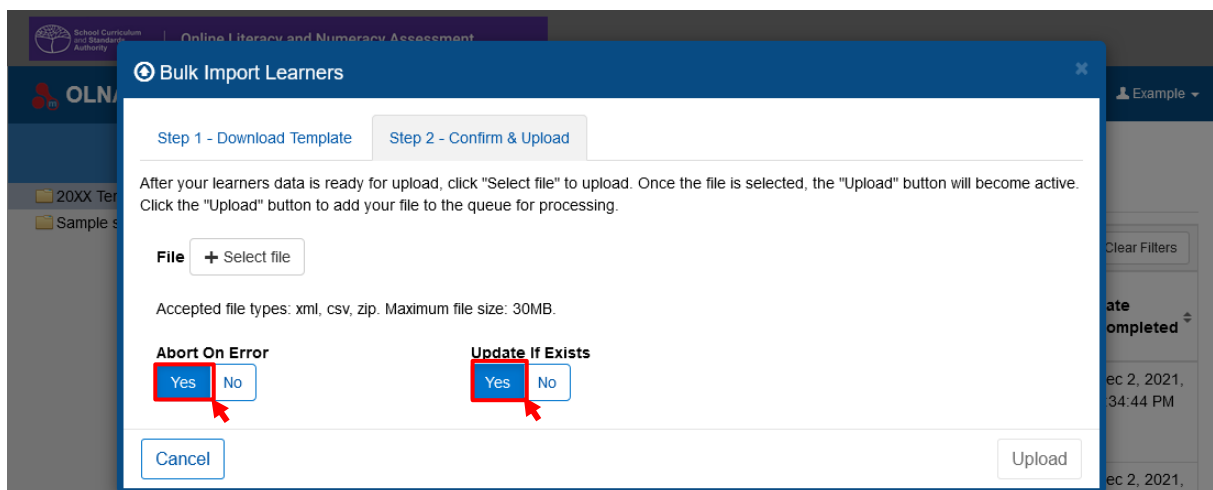 School Curriculum
and Standards
Authority
Online Literacy and Numeracy Assessment
Bulk Import Learners
×
OLNA
Example
Step 1 - Download Template
Step 2 - Confirm & Upload
After your learners data is ready for upload, click "Select file" to upload. Once the file is selected, the "Upload" button will become active.
Click the "Upload" button to add your file to the queue for processing.
20XX Ter
Sample s
File + Select file
Clear Filters
Accepted file types: xml, csv, zip. Maximum file size: 30MB.
ate
ompleted
Abort On Error
Update If Exists
Yes No
Yes No
ec 2, 2021,
:34:44 PM
Cancel
Upload
ec 2, 2021,